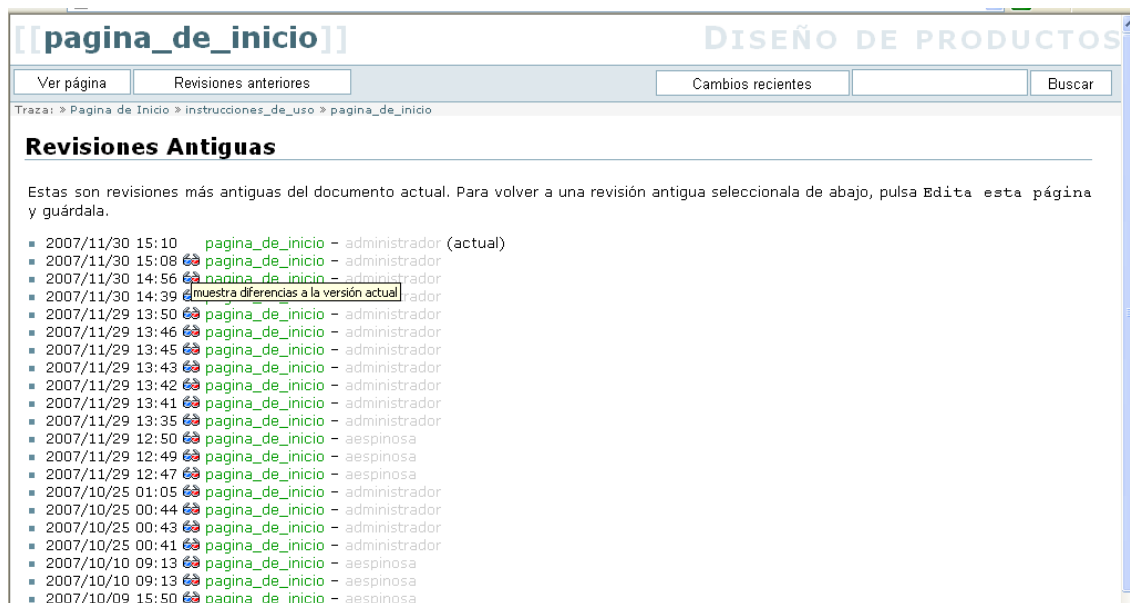 [[pagina_de_inicio]]
DISEÑO DE PRODUCTOS
Ver página
Revisiones anteriores
Cambios recientes
Buscar
Traza: » Pagina de Inicio » instrucciones_de_uso » pagina_de_inicio
Revisiones Antiguas
Estas son revisiones más antiguas del documento actual. Para volver a una revisión antigua seleccionala de abajo, pulsa Edita esta página
y guárdala.
2007/11/30 15:10 pagina_de_inicio – administrador (actual)
2007/11/30 15:08 pagina_de_inicio – administrador
2007/11/30 14:56 pagina_de_inicio – administrador
muestra diferencias a la versión actual
2007/11/30 14:39
2007/11/29 13:50 pagina_de_inicio – administrador
2007/11/29 13:46 pagina_de_inicio – administrador
2007/11/29 13:45 pagina_de_inicio – administrador
2007/11/29 13:43 pagina_de_inicio – administrador
2007/11/29 13:42 pagina_de_inicio – administrador
2007/11/29 13:41 pagina_de_inicio – administrador
2007/11/29 13:35 pagina_de_inicio – administrador
2007/11/29 12:50 pagina_de_inicio – aespinosa
2007/11/29 12:49 pagina_de_inicio – aespinosa
2007/11/29 12:47 pagina_de_inicio – aespinosa
2007/10/25 01:05 pagina_de_inicio – administrador
2007/10/25 00:44 pagina_de_inicio – administrador
2007/10/25 00:43 pagina_de_inicio – administrador
2007/10/25 00:41 pagina_de_inicio – administrador
2007/10/10 09:13 pagina_de_inicio – aespinosa
2007/10/10 09:13 pagina_de_inicio – aespinosa
2007/10/09 15:50 pagina_de_inicio – aespinosa